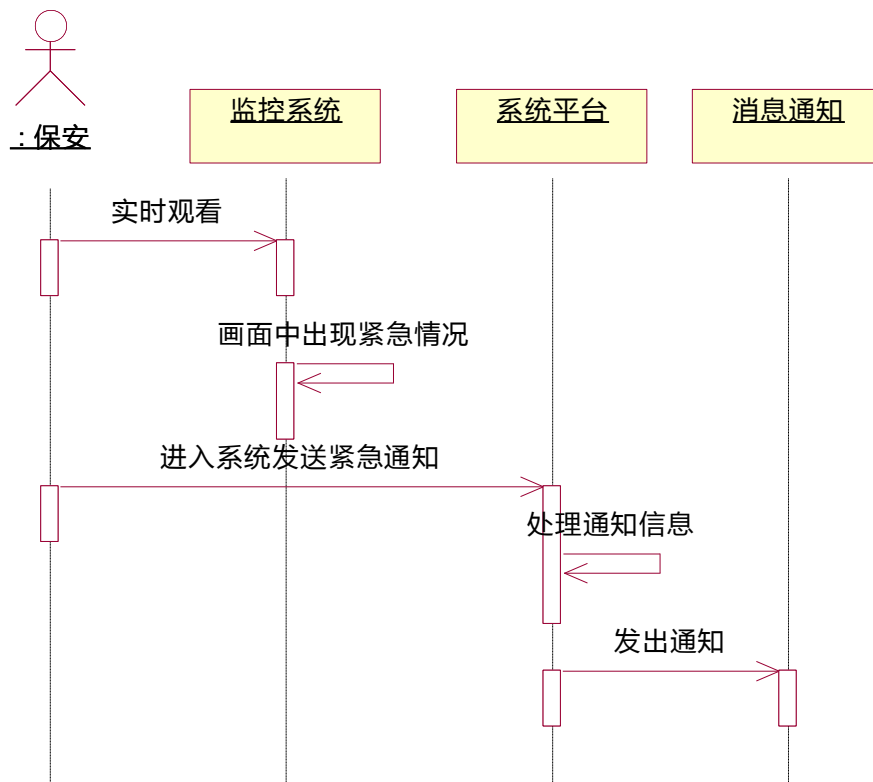 : 保安
监控系统
系统平台
消息通知
实时观看
画面中出现紧急情况
进入系统发送紧急通知
处理通知信息
发出通知